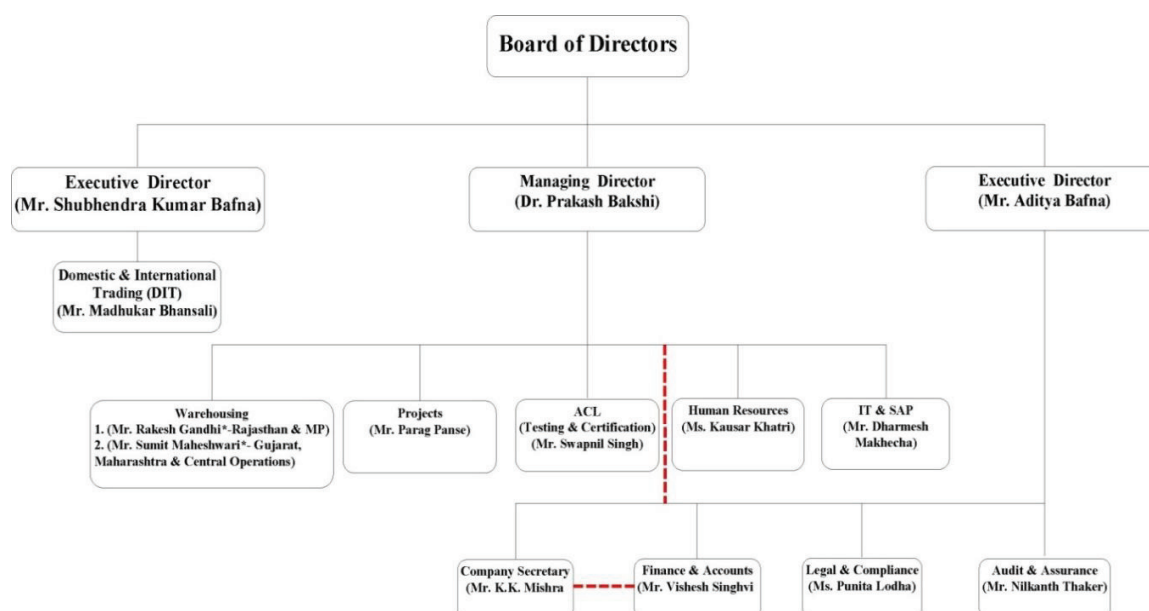 Board of Directors
Executive Director
(Mr. Shubhendra Kumar Bafna)
Managing Director
(Dr. Prakash Bakshi)
Executive Director
(Mr. Aditya Bafna)
Domestic & International
Trading (DIT)
(Mr. Madhukar Bhansali)
Warehousing
1. (Mr. Rakesh Gandhi*-Rajasthan & MP)
2. (Mr. Sumit Maheshwari*- Gujarat,
Maharashtra & Central Operations)
Projects
(Mr. Parag Panse)
ACL
(Testing & Certification)
(Mr. Swapnil Singh)
Human Resources
(Ms. Kausar Khatri)
IT & SAP
(Mr. Dharmesh
Makhecha)
Company Secretary
(Mr. K.K. Mishra
Finance & Accounts
(Mr. Vishesh Singhvi
Legal & Compliance
(Ms. Punita Lodha)
Audit & Assurance
(Mr. Nilkanth Thaker)